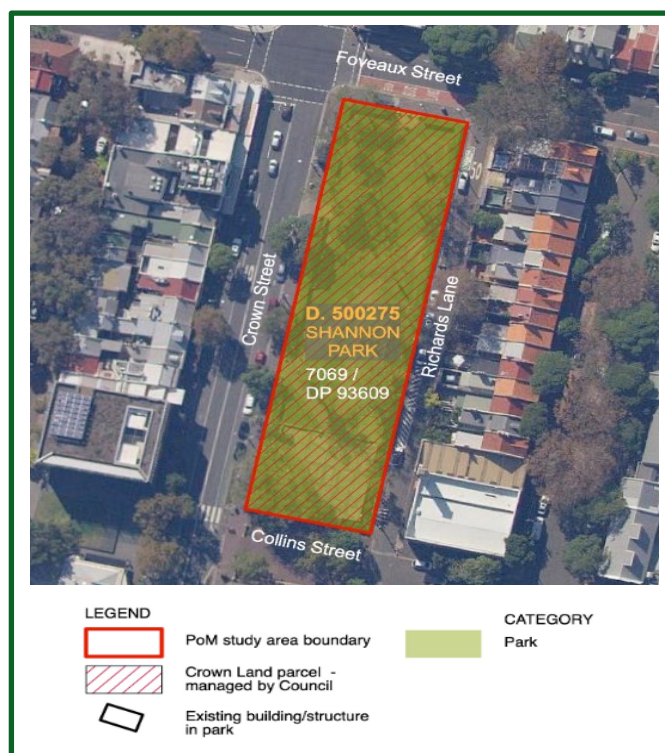 Foveaux Street
50
Crown Street
Richards Lane
D. 500275
SHANNON
PARK
7069 /
DP 93609
Collins Street
LEGEND
PoM study area boundary
Crown Land parcel -
managed by Council
Existing building/structure
in park
CATEGORY
Park